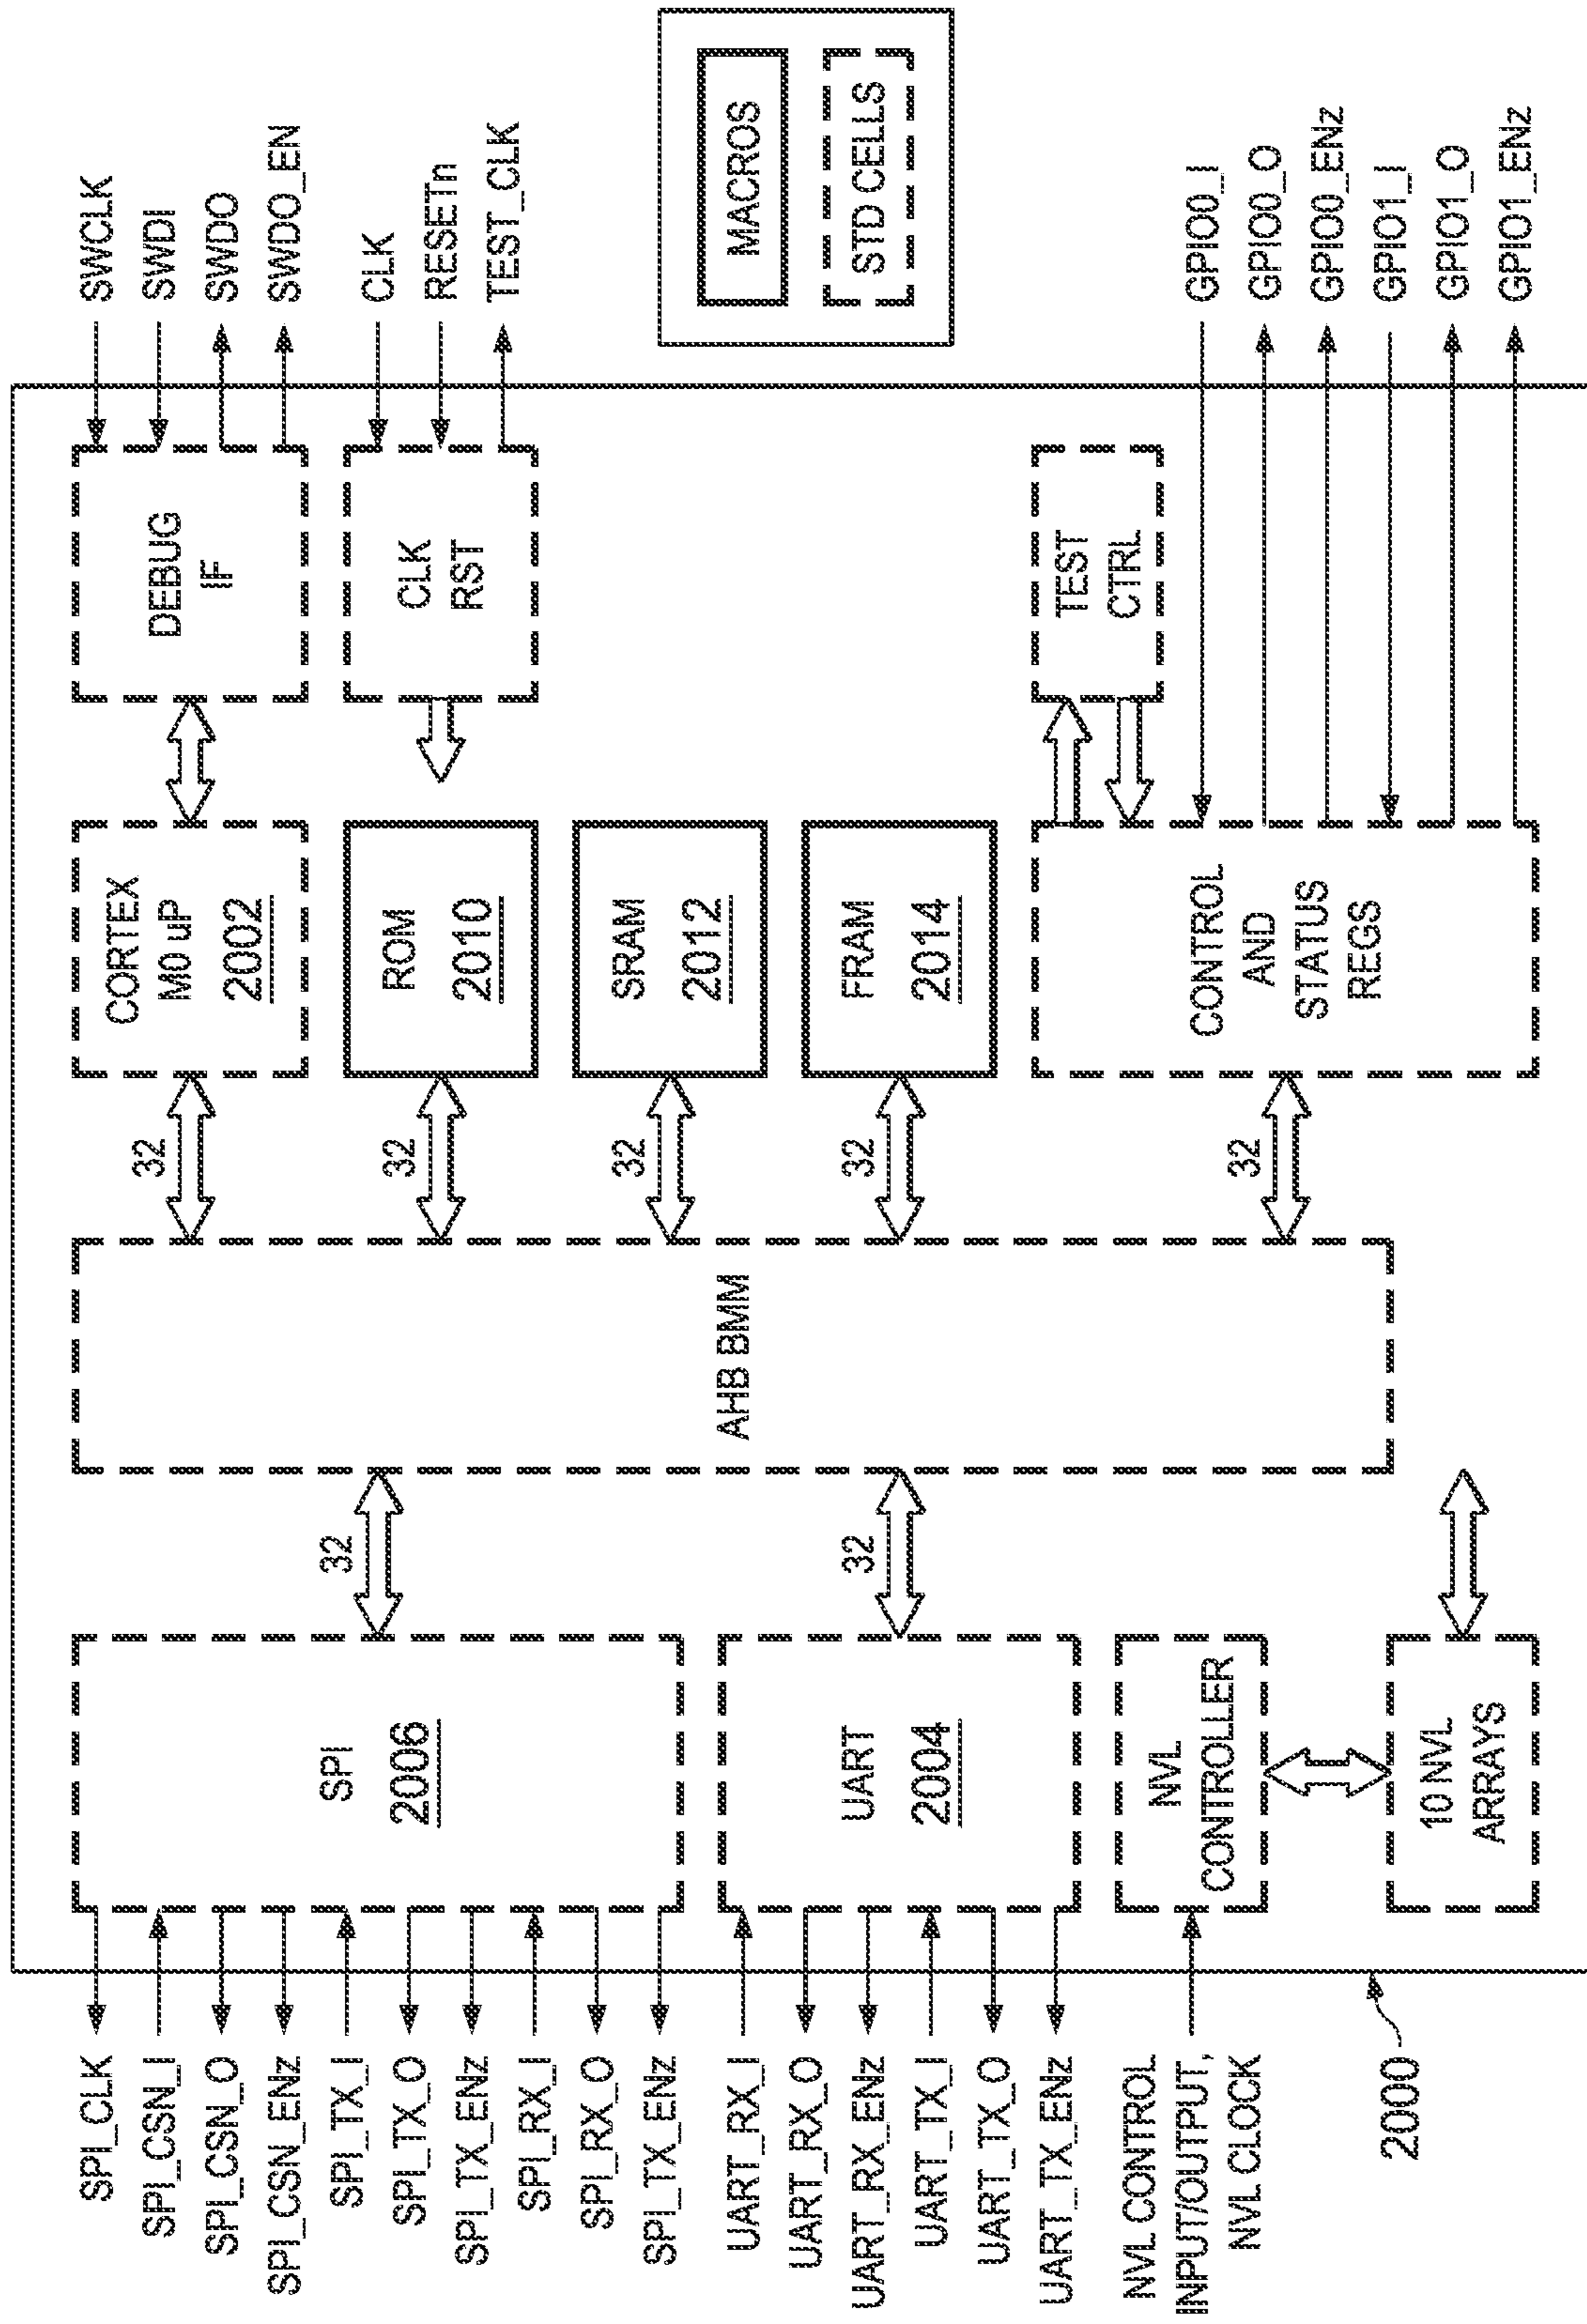 SPI_CLK
SPI_CSN_I
SPI_CSN_O
SPI_CSN_ENz
SPI_TX_I
SPI_TX_O
SPI_TX_ENz
SPI_RX_I
SPI_RX_O
SPI_TX_ENz
UART_RX_I
UART_RX_O
UART_RX_ENz
UART_TX_I
UART_TX_O
UART_TX_ENz
NVL CONTROL
INPUT/OUTPUT,
NVL CLOCK
2000
SPI
2006
UART
2004
NVL
CONTROLLER
10 NVL
ARRAYS
32
32
AHB BMM
32
32
32
32
32
CORTEX
M0 uP
2002
ROM
2010
SRAM
2012
FRAM
2014
CONTROL
AND
STATUS
REGS
DEBUG
IF
CLK
RST
TEST
CTRL
SWCLK
SWDI
SWDO
SWDO_EN
CLK
RESETn
TEST_CLK
MACROS
STD CELLS
GPIO0_I
GPIO0_O
GPIO0_ENz
GPIO1_I
GPIO1_O
GPIO1_ENz